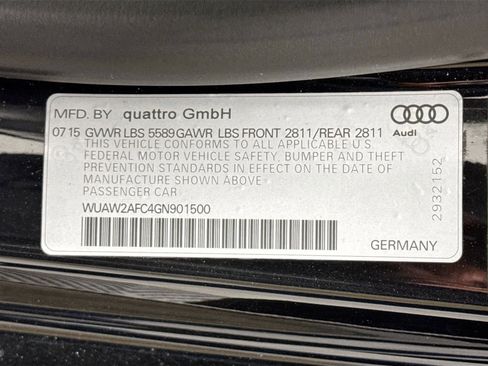 MFD. BY quattro GmbH
07 15 GVWR LBS 5589 GAWR LBS FRONT 2811/REAR 2811
THIS VEHICLE CONFORMS TO ALL APPLICABLE U.S.
FEDERAL MOTOR VEHICLE SAFETY, BUMPER AND THEFT
PREVENTION STANDARDS IN EFFECT ON THE DATE OF
MANUFACTURE SHOWN ABOVE.
PASSENGER CAR
WUAW2AFC4GN901500
GERMANY
Audi
2932152